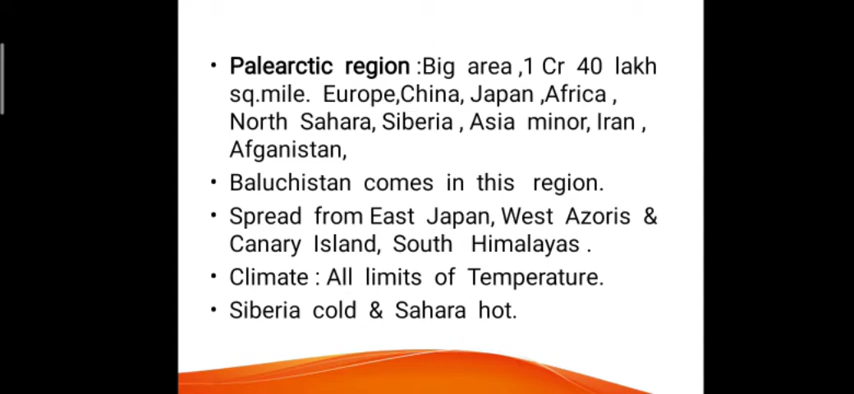 • Palearctic region :Big area ,1 Cr 40 lakh
sq.mile. Europe,China, Japan ,Africa ,
North Sahara, Siberia , Asia minor, Iran ,
Afganistan,
• Baluchistan comes in this region.
• Spread from East Japan, West Azoris &
Canary Island, South Himalayas .
• Climate : All limits of Temperature.
• Siberia cold & Sahara hot.